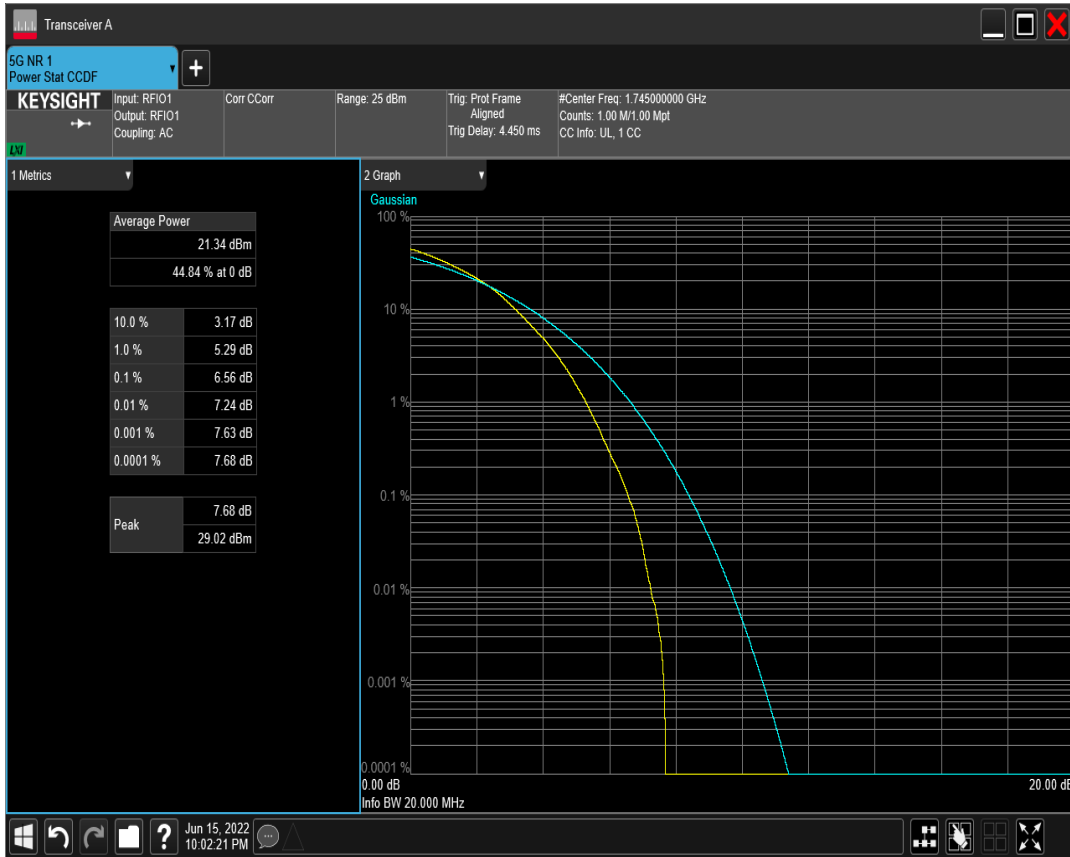 Transceiver A
5G NR 1
Power Stat CCDF
KEYSIGHT
LXI
Input: RFIO1
Output: RFIO1
Coupling: AC
Corr CCorr
Range: 25 dBm
Trig: Prot Frame
Aligned
Trig Delay: 4.450 ms
#Center Freq: 1.745000000 GHz
Counts: 1.00 M/1.00 Mpt
CC Info: UL, 1 CC
1 Metrics
Average Power
21.34 dBm
44.84 % at 0 dB
10.0 % 3.17 dB
1.0 % 5.29 dB
0.1 % 6.56 dB
0.01 % 7.24 dB
0.001 % 7.63 dB
0.0001 % 7.68 dB
Peak
7.68 dB
29.02 dBm
2 Graph
Gaussian
100 %
10 %
1 %
0.1 %
0.01 %
0.001 %
0.0001 %
0.00 dB 20.00 dB
Info BW 20.000 MHz
?
Jun 15, 2022
10:02:21 PM